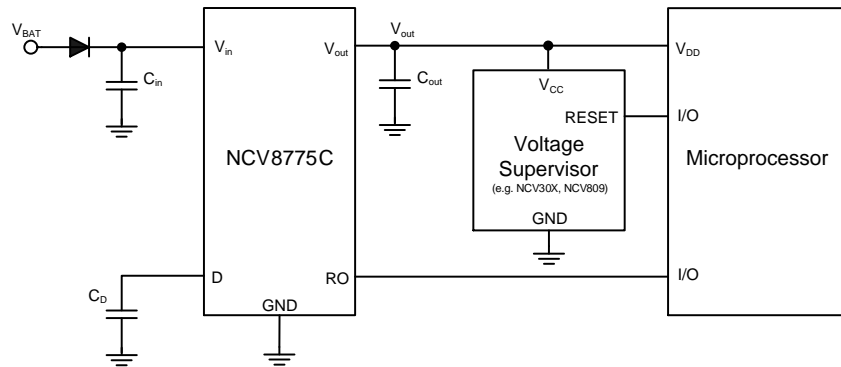 V_BAT
V_in
C_in
NCV8775C
V_out
V_out
C_out
V_CC
RESET
Voltage
Supervisor
(e.g. NCV30X, NCV809)
GND
V_DD
I/O
Microprocessor
I/O
D
C_D
RO
GND